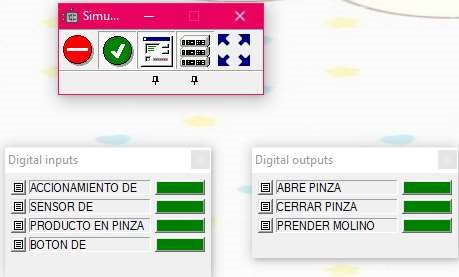 Simu...
Digital inputs
ACCIONAMIENTO DE
SENSOR DE
PRODUCTO EN PINZA
BOTON DE
Digital outputs
ABRE PINZA
CERRAR PINZA
PRENDER MOLINO